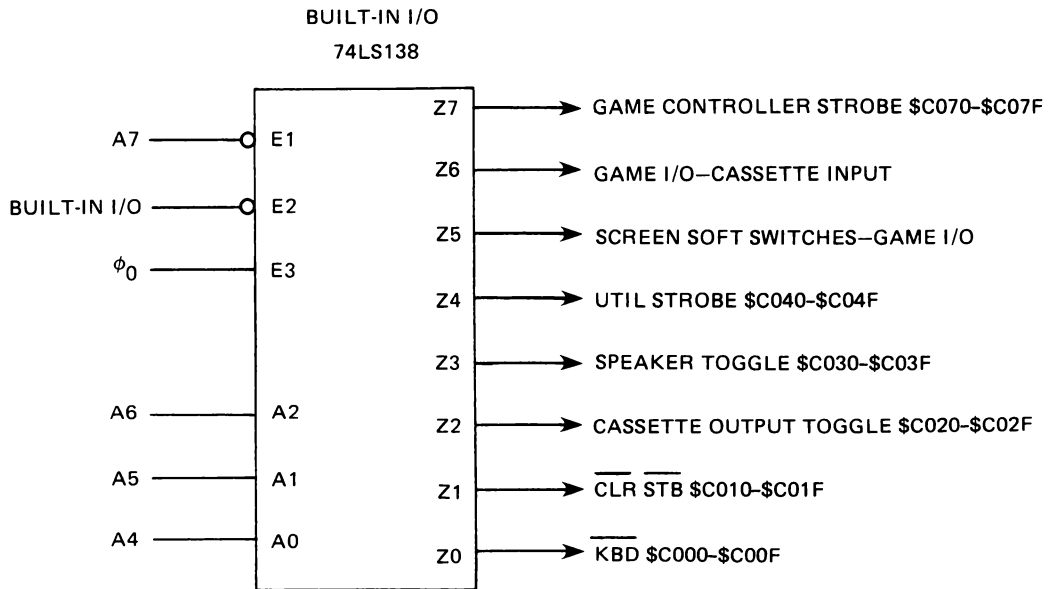 BUILT-IN I/O
74LS138
Z7 GAME CONTROLLER STROBE $C070-$C07F
A7 E1
Z6 GAME I/O–CASSETTE INPUT
BUILT-IN I/O E2
Z5 SCREEN SOFT SWITCHES–GAME I/O
ϕ0 E3
Z4 UTIL STROBE $C040-$C04F
Z3 SPEAKER TOGGLE $C030-$C03F
A6 A2
Z2 CASSETTE OUTPUT TOGGLE $C020-$C02F
A5 A1
Z1 CLR STB $C010-$C01F
A4 A0
Z0 KBD $C000-$C00F